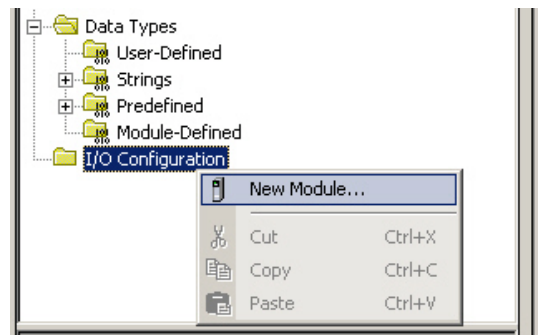 Data Types
User-Defined
Strings
Predefined
Module-Defined
I/O Configuration
New Module...
Cut Ctrl+X
Copy Ctrl+C
Paste Ctrl+V